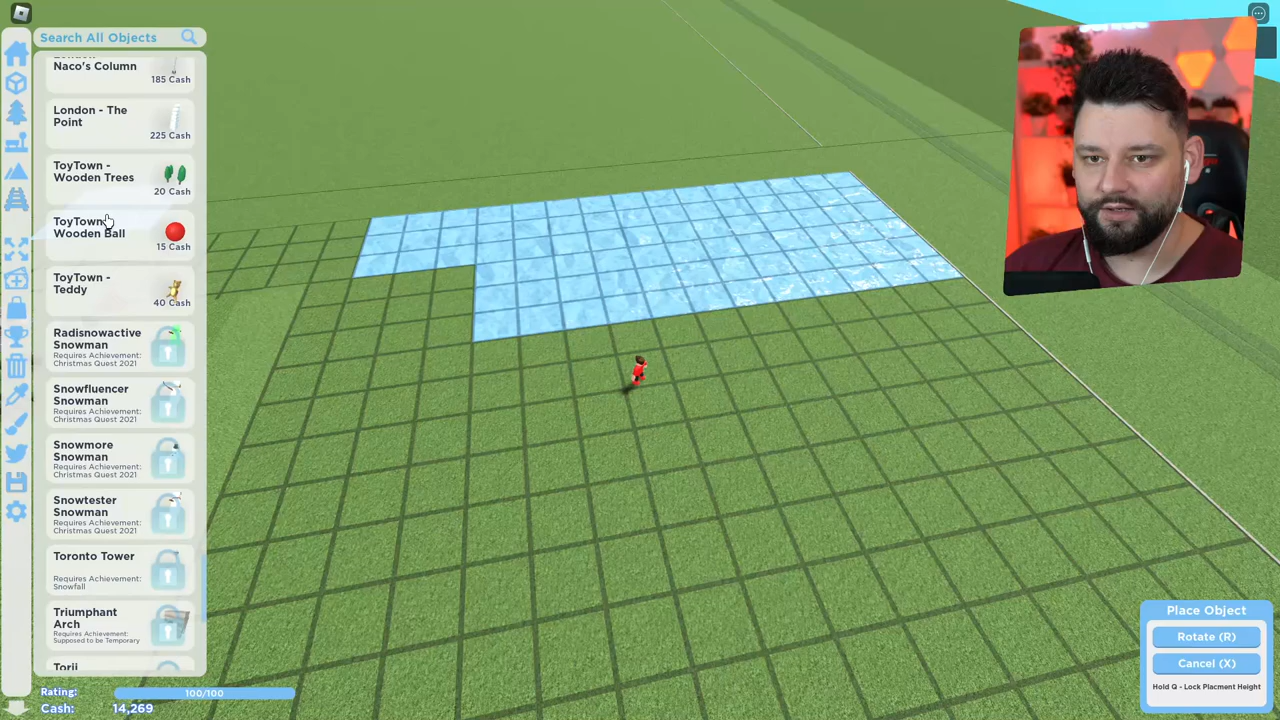 Search All Objects
Naco's Column
185 Cash
London - The
Point
225 Cash
ToyTown -
Wooden Trees
20 Cash
ToyTown
Wooden Ball
15 Cash
ToyTown -
Teddy
40 Cash
Radisnowactive
Snowman
Requires Achievement:
Christmas Quest 2021
Snowfluencer
Snowman
Requires Achievement:
Christmas Quest 2021
Snowmore
Snowman
Requires Achievement:
Christmas Quest 2021
Snowtester
Snowman
Requires Achievement:
Christmas Quest 2021
Toronto Tower
Requires Achievement:
Snowfall
Triumphant
Arch
Requires Achievement:
Supposed to be Temporary
Torii
Rating:
100/100
Cash: 14,269
Place Object
Rotate (R)
Cancel (X)
Hold Q - Lock Placment Height